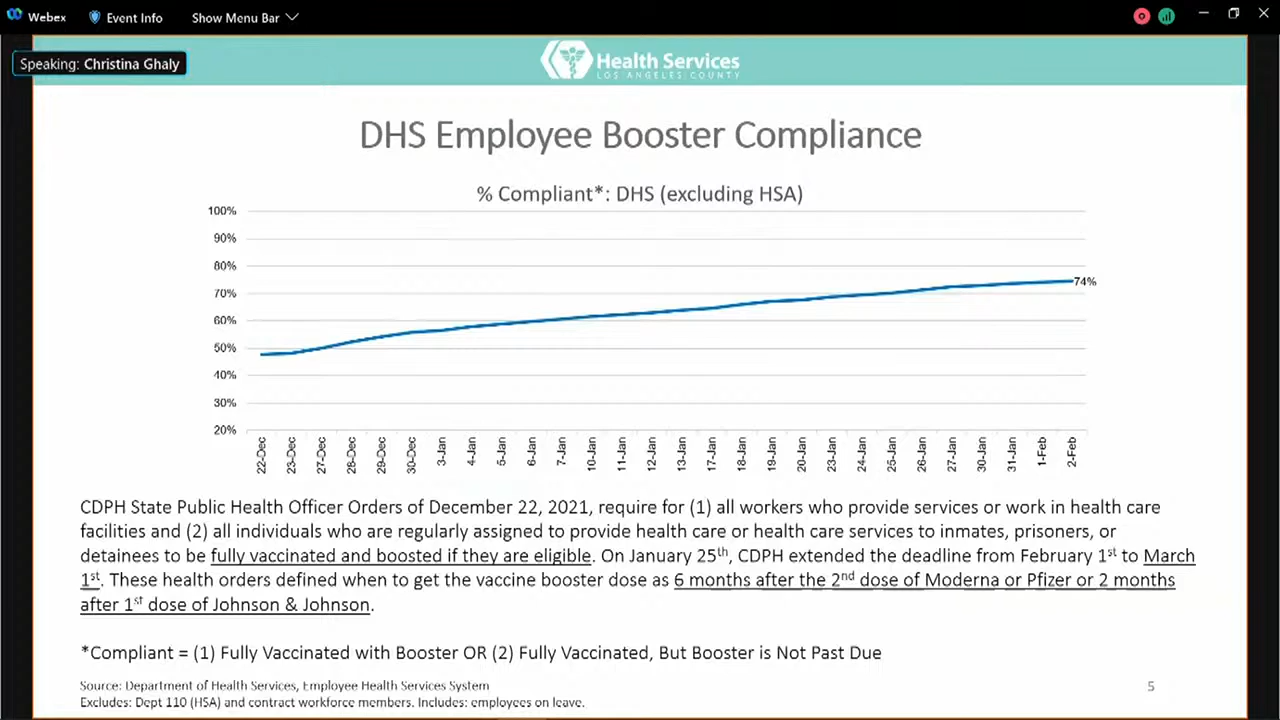 Webex Event Info Show Menu Bar
Speaking: Christina Ghaly
Health Services
LOS ANGELES COUNTY
DHS Employee Booster Compliance
% Compliant*: DHS (excluding HSA)
100%
90%
80%
74%
70%
60%
50%
40%
30%
20%
22-Dec 23-Dec 27-Dec 28-Dec 29-Dec 30-Dec 3-Jan 4-Jan 5-Jan 6-Jan 7-Jan 10-Jan 11-Jan 12-Jan 13-Jan 17-Jan 18-Jan 19-Jan 20-Jan 23-Jan 24-Jan 25-Jan 26-Jan 27-Jan 30-Jan 31-Jan 1-Feb 2-Feb
CDPH State Public Health Officer Orders of December 22, 2021, require for (1) all workers who provide services or work in health care
facilities and (2) all individuals who are regularly assigned to provide health care or health care services to inmates, prisoners, or
detainees to be fully vaccinated and boosted if they are eligible. On January 25th, CDPH extended the deadline from February 1st to March
1st. These health orders defined when to get the vaccine booster dose as 6 months after the 2nd dose of Moderna or Pfizer or 2 months
after 1st dose of Johnson & Johnson.
*Compliant = (1) Fully Vaccinated with Booster OR (2) Fully Vaccinated, But Booster is Not Past Due
Source: Department of Health Services, Employee Health Services System
Excludes: Dept 110 (HSA) and contract workforce members. Includes: employees on leave.
5